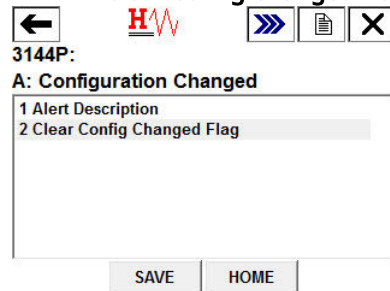 H
3144P:
A: Configuration Changed
1 Alert Description
2 Clear Config Changed Flag
SAVE HOME